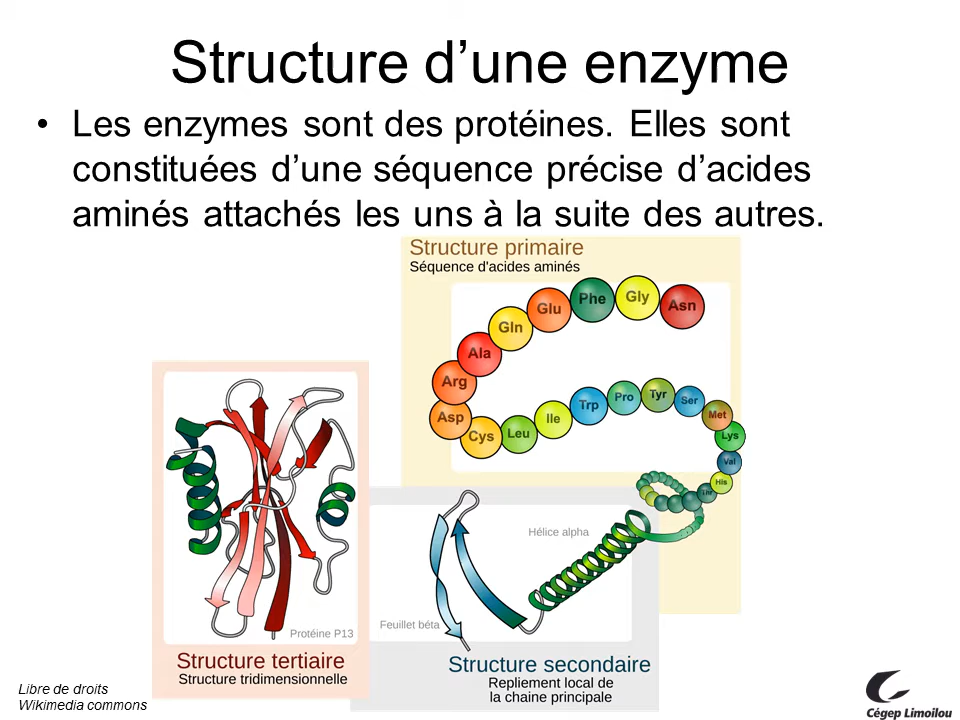 Structure d’une enzyme
• Les enzymes sont des protéines. Elles sont
constituées d’une séquence précise d’acides
aminés attachés les uns à la suite des autres.
Structure primaire
Séquence d'acides aminés
Asn
Gly
Phe
Glu
Gln
Ala
Arg
Asp
Cys
Leu
Ile
Trp
Pro
Tyr
Ser
Met
Lys
Val
His
Thr
Hélice alpha
Feuillet béta
Structure secondaire
Repliement local de
la chaine principale
Protéine P13
Structure tertiaire
Structure tridimensionnelle
Libre de droits
Wikimedia commons
Cégep Limoilou